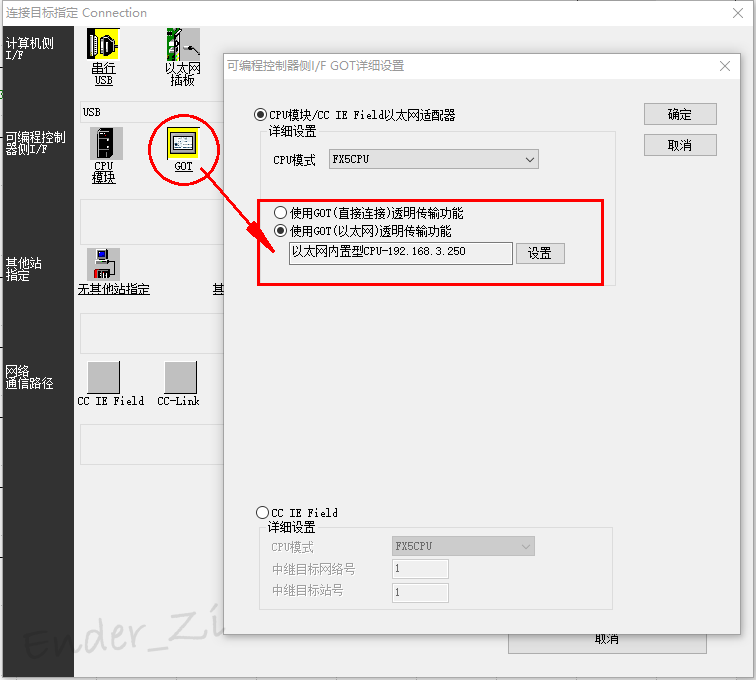 连接目标指定 Connection
计算机侧
I/F
串行
USB
以太网
插板
USB
可编程控制
器侧I/F
CPU
模块
GOT
其他站
指定
无其他站指定
其
网络
通信路径
CC IE Field
CC-Link
可编程控制器侧I/F GOT详细设置
CPU模块/CC IE Field以太网适配器
详细设置
CPU模式
FX5CPU
使用GOT(直接连接)透明传输功能
使用GOT(以太网)透明传输功能
以太网内置型CPU-192.168.3.250
设置
确定
取消
CC IE Field
详细设置
CPU模式
FX5CPU
中继目标网络号
1
中继目标站号
1
取消